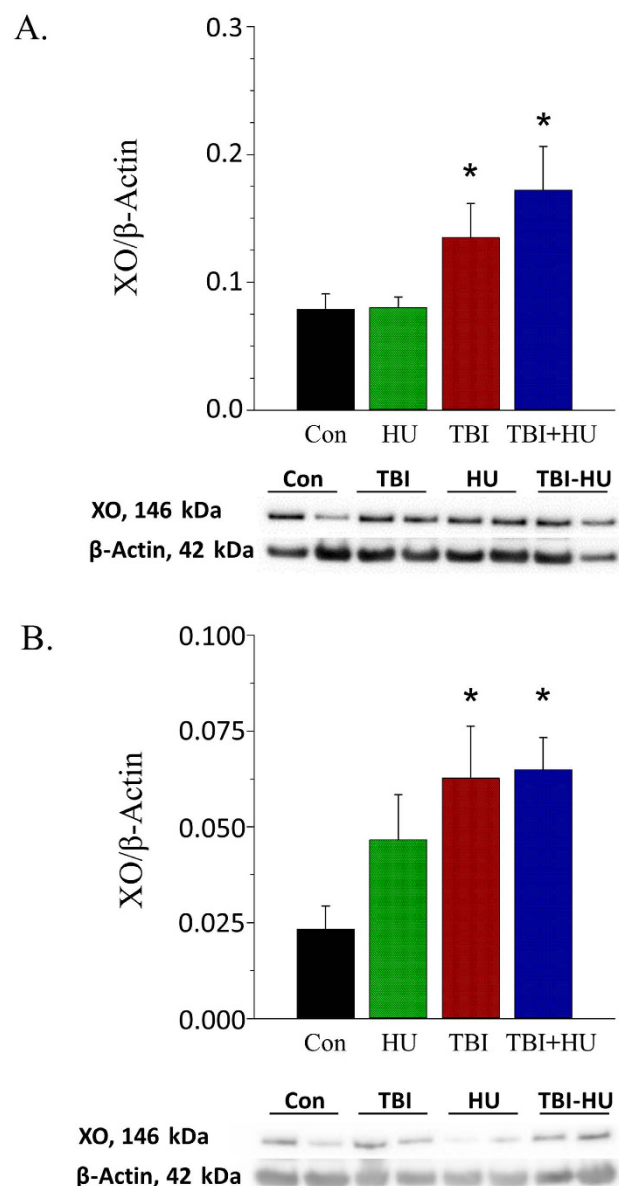 A.
XO/β-Actin
0.3
0.2
0.1
0.0
*
*
Con HU TBI TBI+HU
Con TBI HU TBI-HU
XO, 146 kDa
β-Actin, 42 kDa
B.
XO/β-Actin
0.100
0.075
0.050
0.025
0.000
* *
Con HU TBI TBI+HU
Con TBI HU TBI-HU
XO, 146 kDa
β-Actin, 42 kDa